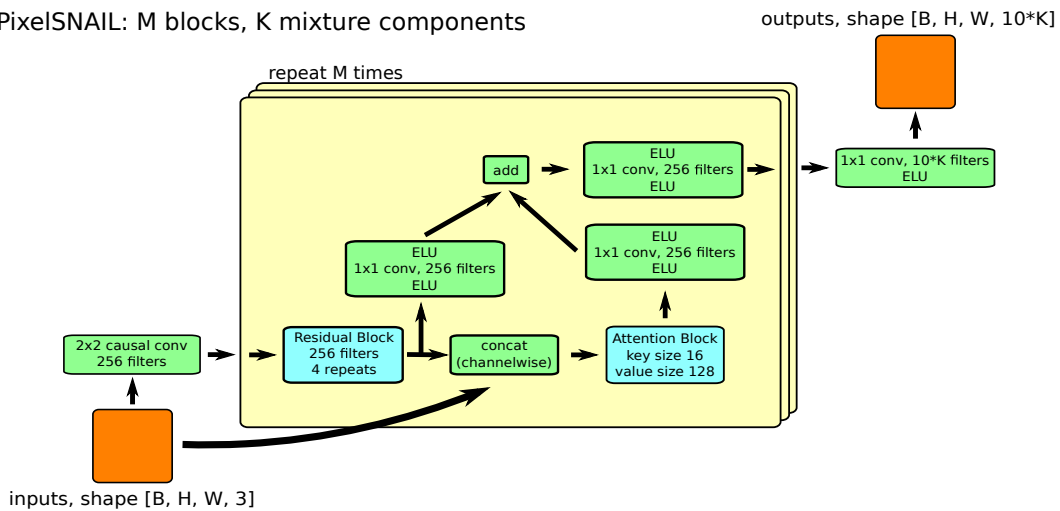 PixelSNAIL: M blocks, K mixture components
outputs, shape [B, H, W, 10*K]
repeat M times
add
ELU
1x1 conv, 256 filters
ELU
1x1 conv, 10*K filters
ELU
ELU
1x1 conv, 256 filters
ELU
ELU
1x1 conv, 256 filters
ELU
2x2 causal conv
256 filters
Residual Block
256 filters
4 repeats
concat
(channelwise)
Attention Block
key size 16
value size 128
inputs, shape [B, H, W, 3]